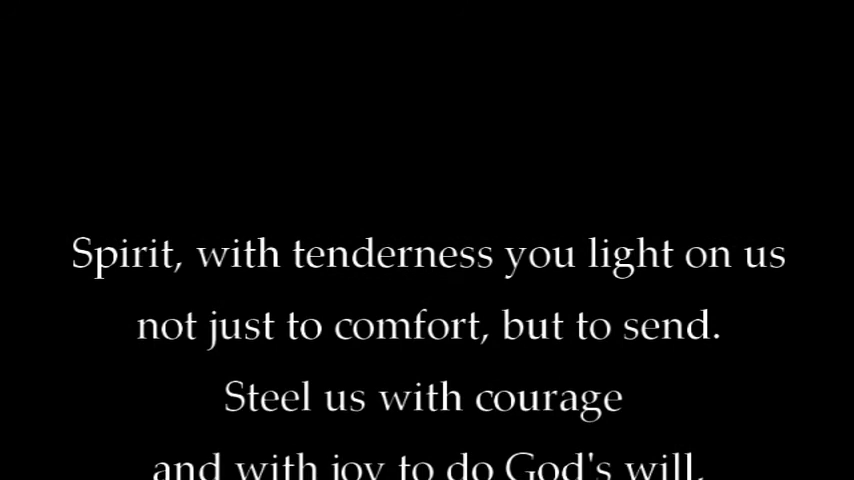 Spirit, with tenderness you light on us
not just to comfort, but to send.
Steel us with courage
and with joy to do God's will,